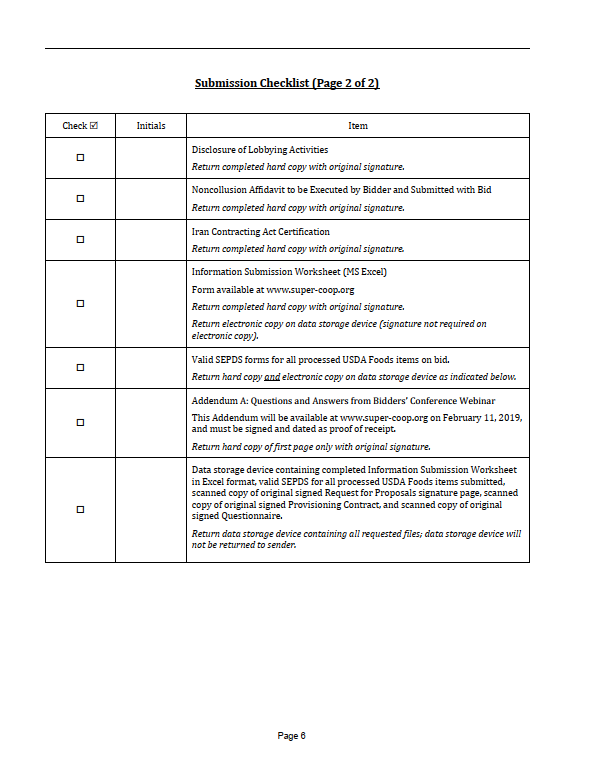 Submission Checklist (Page 2 of 2)
Check ☑ Initials Item
☐ Disclosure of Lobbying Activities
Return completed hard copy with original signature.
☐ Noncollusion Affidavit to be Executed by Bidder and Submitted with Bid
Return completed hard copy with original signature.
☐ Iran Contracting Act Certification
Return completed hard copy with original signature.
☐ Information Submission Worksheet (MS Excel)
Form available at www.super-coop.org
Return completed hard copy with original signature.
Return electronic copy on data storage device (signature not required on
electronic copy).
☐ Valid SEPDS forms for all processed USDA Foods items on bid.
Return hard copy and electronic copy on data storage device as indicated below.
☐ Addendum A: Questions and Answers from Bidders' Conference Webinar
This Addendum will be available at www.super-coop.org on February 11, 2019,
and must be signed and dated as proof of receipt.
Return hard copy of first page only with original signature.
☐ Data storage device containing completed Information Submission Worksheet
in Excel format, valid SEPDS for all processed USDA Foods items submitted,
scanned copy of original signed Request for Proposals signature page, scanned
copy of original signed Provisioning Contract, and scanned copy of original
signed Questionnaire.
Return data storage device containing all requested files; data storage device will
not be returned to sender.
Page 6